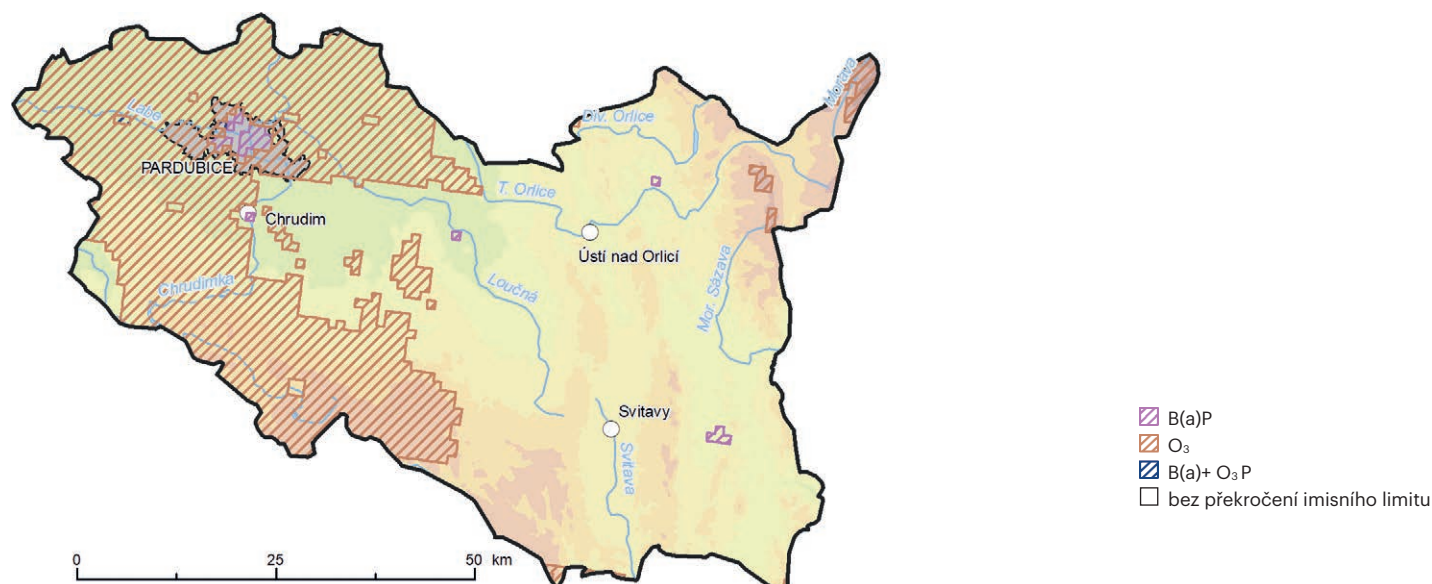 Morava
Labe
Div. Orlice
PARDUBICE
T. Orlice
Chrudim
Ústí nad Orlicí
Chrudimka
Loučná
Mor. Sázava
Svitavy
Svitava
0 25 50 km
B(a)P
O₃
B(a)+ O₃ P
bez překročení imisního limitu